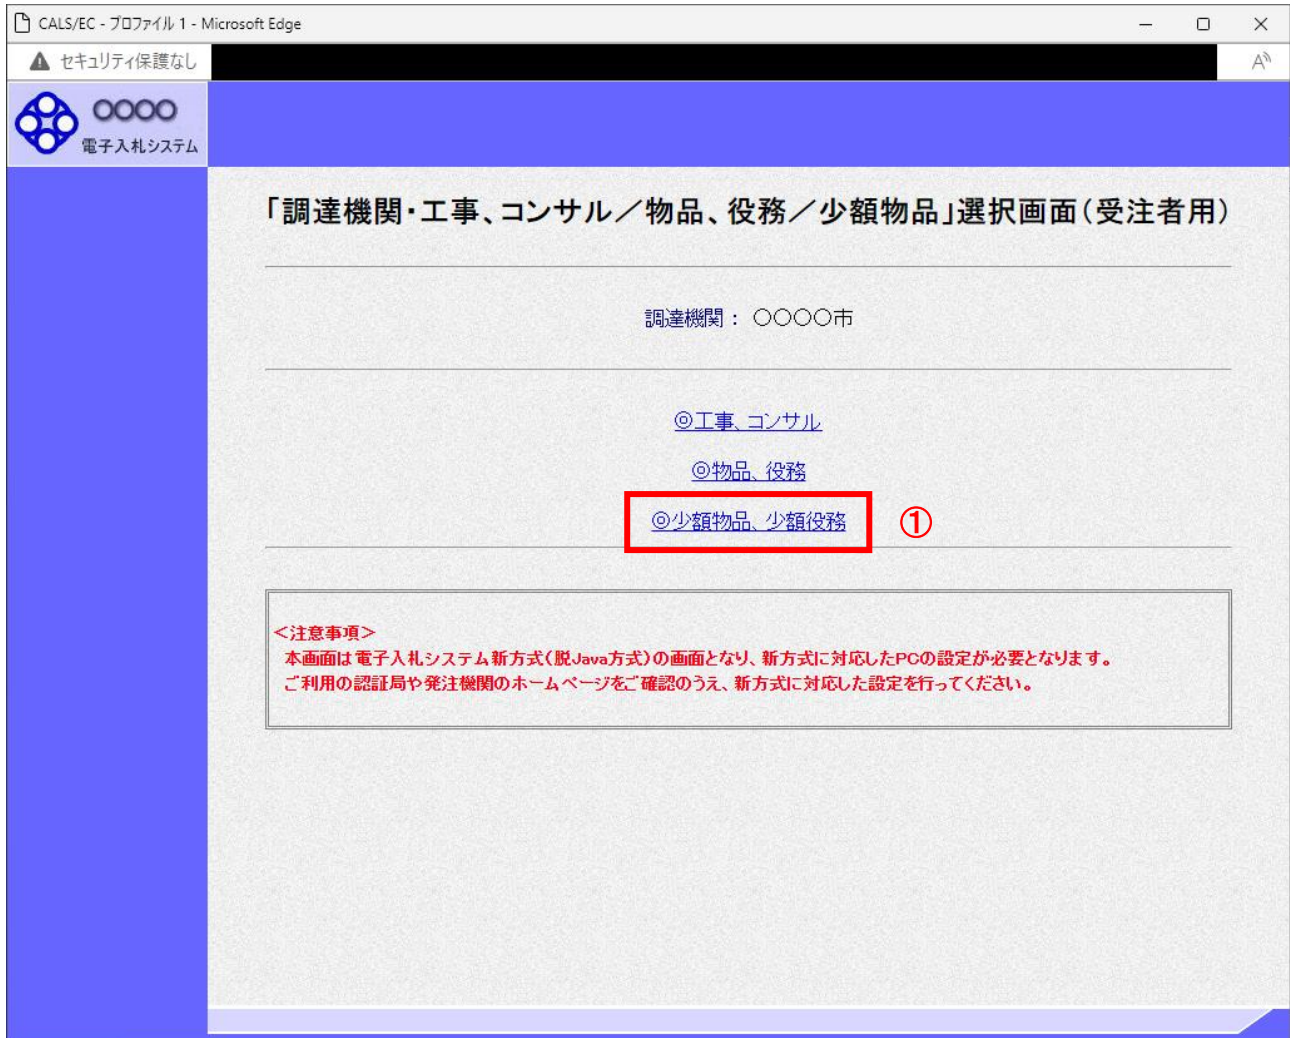 CALS/EC - プロファイル 1 - Microsoft Edge
セキュリティ保護なし
○○○○
電子入札システム
「調達機関・工事、コンサル／物品、役務／少額物品」選択画面（受注者用）
調達機関： ○○○○市
◎工事、コンサル
◎物品、役務
◎少額物品、少額役務 ①
＜注意事項＞
本画面は電子入札システム新方式（脱Java方式）の画面となり、新方式に対応したPCの設定が必要となります。
ご利用の認証局や発注機関のホームページをご確認のうえ、新方式に対応した設定を行ってください。